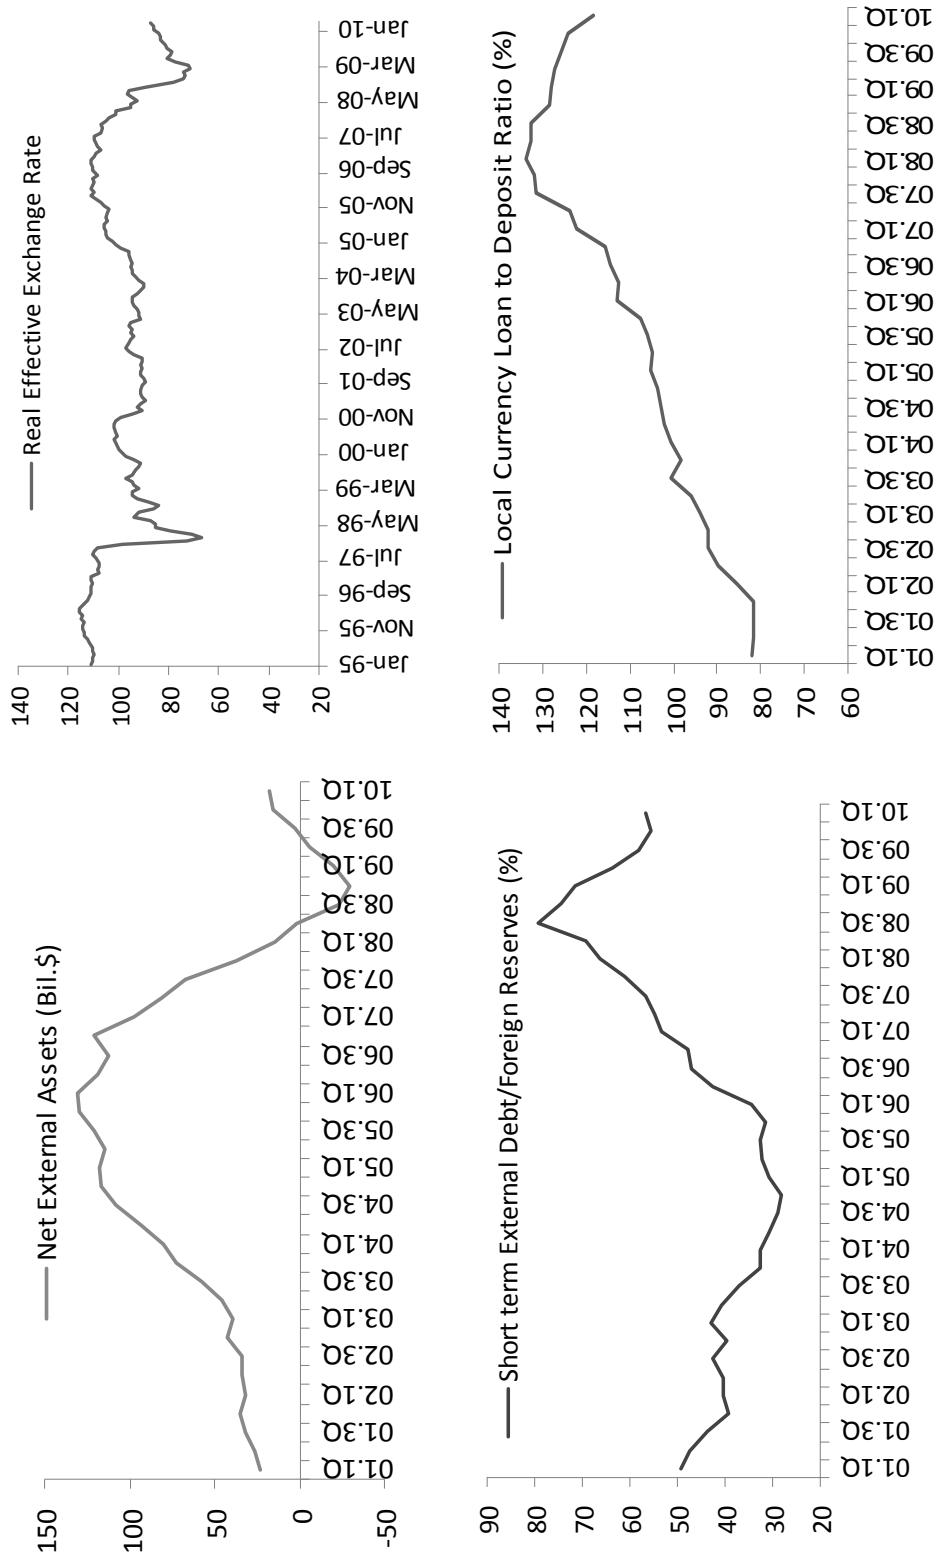 Net External Assets (Bil.$)
150
100
50
0
-50
01.1Q
01.3Q
02.1Q
02.3Q
03.1Q
03.3Q
04.1Q
04.3Q
05.1Q
05.3Q
06.1Q
06.3Q
07.1Q
07.3Q
08.1Q
08.3Q
09.1Q
09.3Q
10.1Q
Real Effective Exchange Rate
140
120
100
80
60
40
20
Jan-95
Nov-95
Sep-96
Jul-97
May-98
Mar-99
Jan-00
Nov-00
Sep-01
Jul-02
May-03
Mar-04
Jan-05
Nov-05
Sep-06
Jul-07
May-08
Mar-09
Jan-10
Short term External Debt/Foreign Reserves (%)
90
80
70
60
50
40
30
20
01.1Q
01.3Q
02.1Q
02.3Q
03.1Q
03.3Q
04.1Q
04.3Q
05.1Q
05.3Q
06.1Q
06.3Q
07.1Q
07.3Q
08.1Q
08.3Q
09.1Q
09.3Q
10.1Q
Local Currency Loan to Deposit Ratio (%)
140
130
120
110
100
90
80
70
60
01.1Q
01.3Q
02.1Q
02.3Q
03.1Q
03.3Q
04.1Q
04.3Q
05.1Q
05.3Q
06.1Q
06.3Q
07.1Q
07.3Q
08.1Q
08.3Q
09.1Q
09.3Q
10.1Q